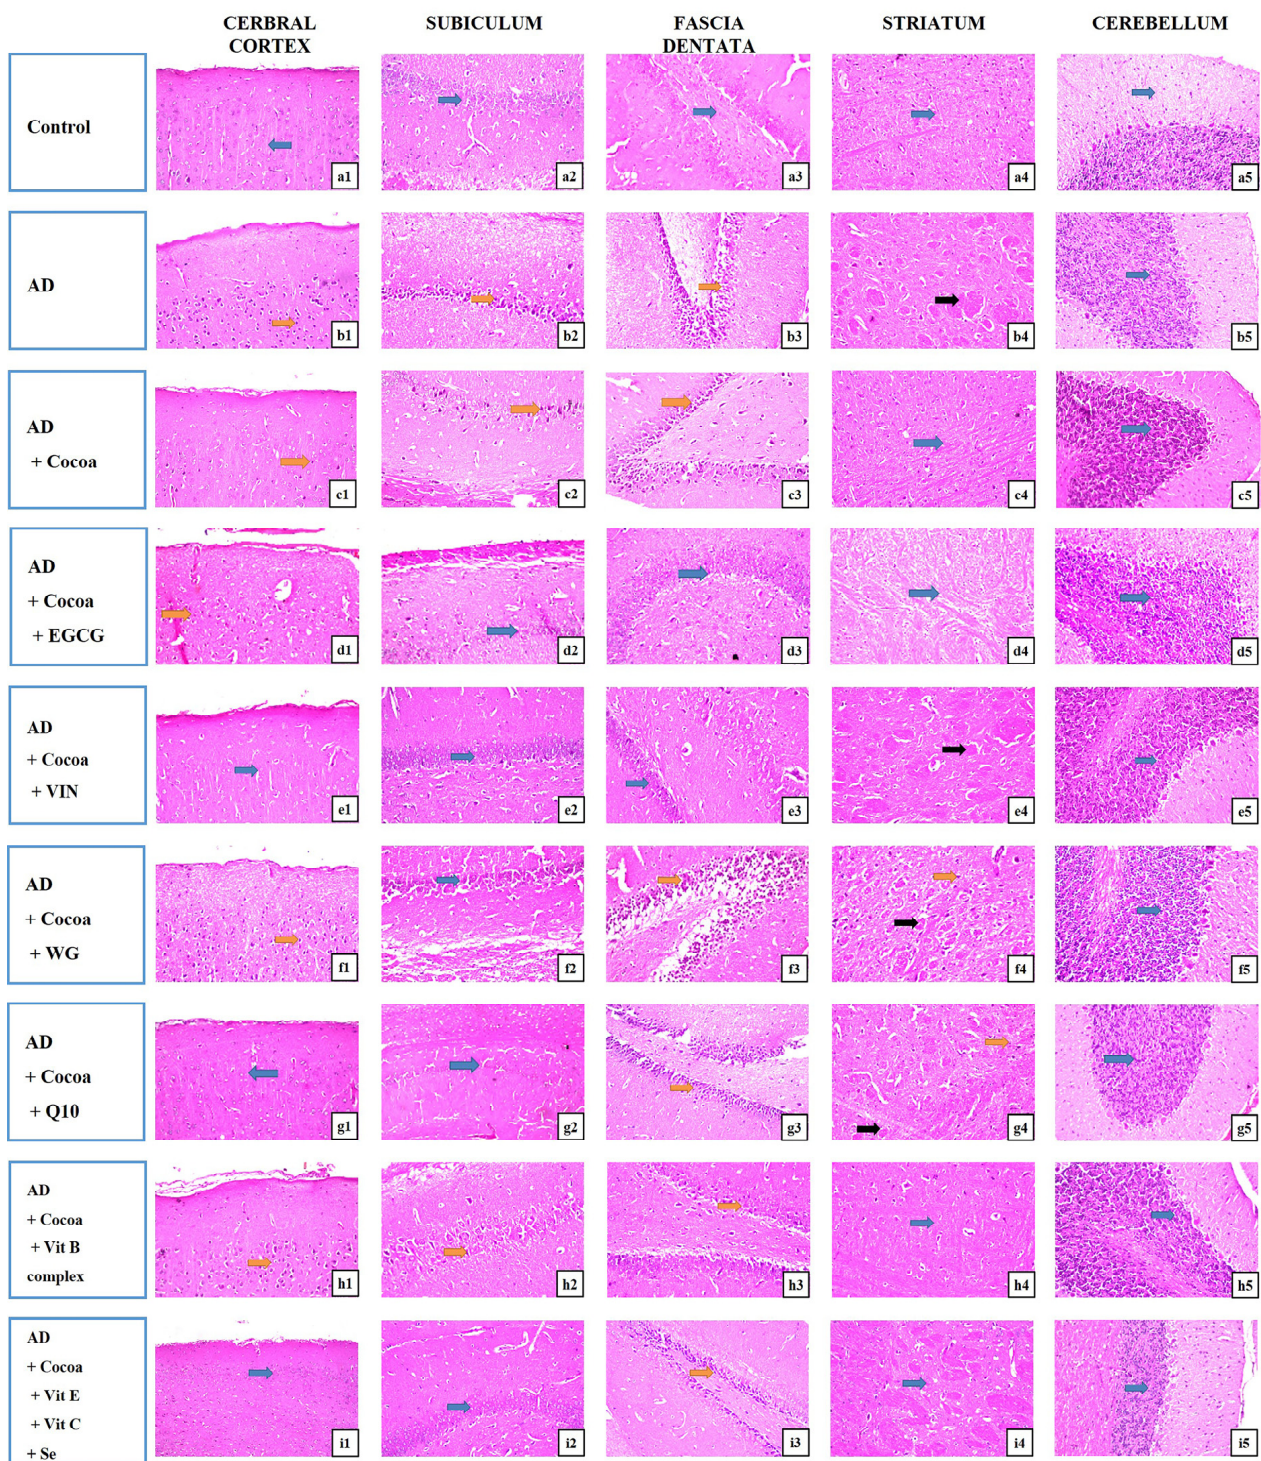 CERBRAL
CORTEX
SUBICULUM
FASCIA
DENTATA
STRIATUM
CEREBELLUM
Control
a1
a2
a3
a4
a5
AD
b1
b2
b3
b4
b5
AD
+ Cocoa
c1
c2
c3
c4
c5
AD
+ Cocoa
+ EGCG
d1
d2
d3
d4
d5
AD
+ Cocoa
+ VIN
e1
e2
e3
e4
e5
AD
+ Cocoa
+ WG
f1
f2
f3
f4
f5
AD
+ Cocoa
+ Q10
g1
g2
g3
g4
g5
AD
+ Cocoa
+ Vit B
complex
h1
h2
h3
h4
h5
AD
+ Cocoa
+ Vit E
+ Vit C
+ Se
i1
i2
i3
i4
i5